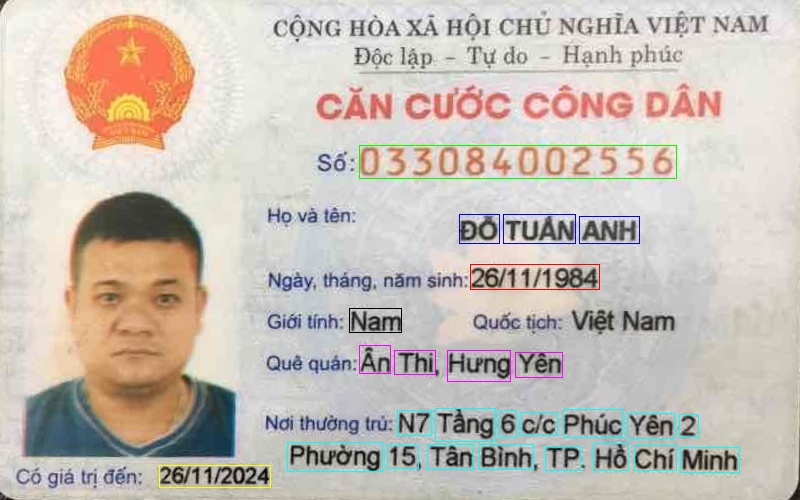 CỘNG HÒA XÃ HỘI CHỦ NGHĨA VIỆT NAM
Độc lập - Tự do - Hạnh phúc
CĂN CƯỚC CÔNG DÂN
Số: 033084002556
Họ và tên:
ĐỖ TUẤN ANH
Ngày, tháng, năm sinh: 26/11/1984
Giới tính: Nam Quốc tịch: Việt Nam
Quê quán: Ân Thi, Hưng Yên
Nơi thường trú: N7 Tầng 6 c/c Phúc Yên 2
Phường 15, Tân Bình, TP. Hồ Chí Minh
Có giá trị đến: 26/11/2024